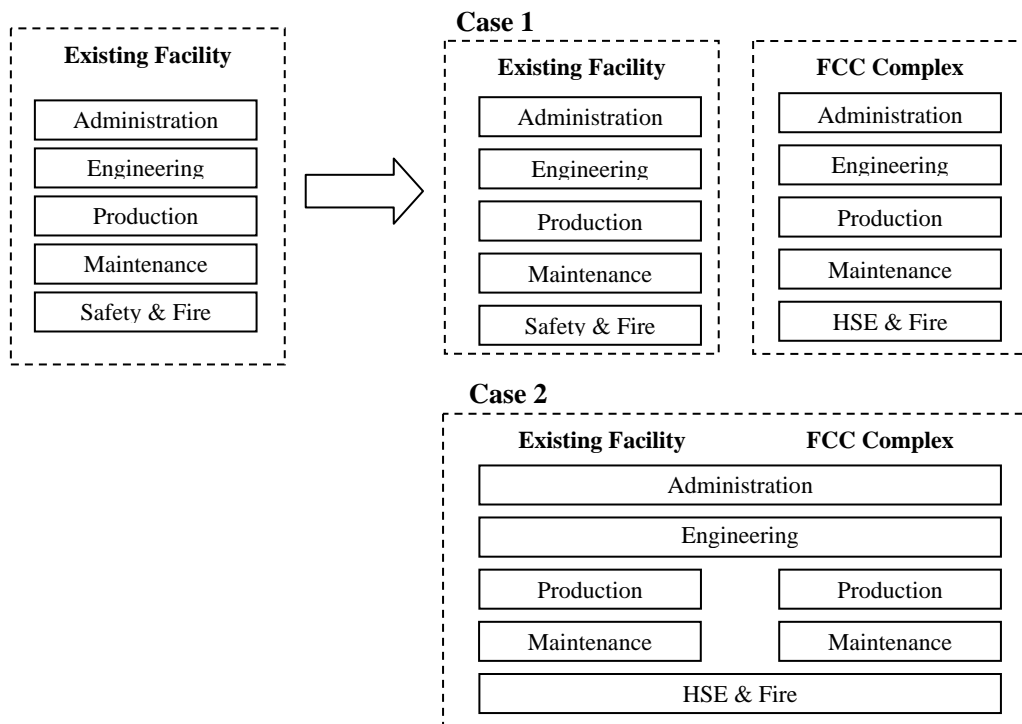 Existing Facility
Administration
Engineering
Production
Maintenance
Safety & Fire
Case 1
Existing Facility
Administration
Engineering
Production
Maintenance
Safety & Fire
FCC Complex
Administration
Engineering
Production
Maintenance
HSE & Fire
Case 2
Existing Facility FCC Complex
Administration
Engineering
Production Production
Maintenance Maintenance
HSE & Fire